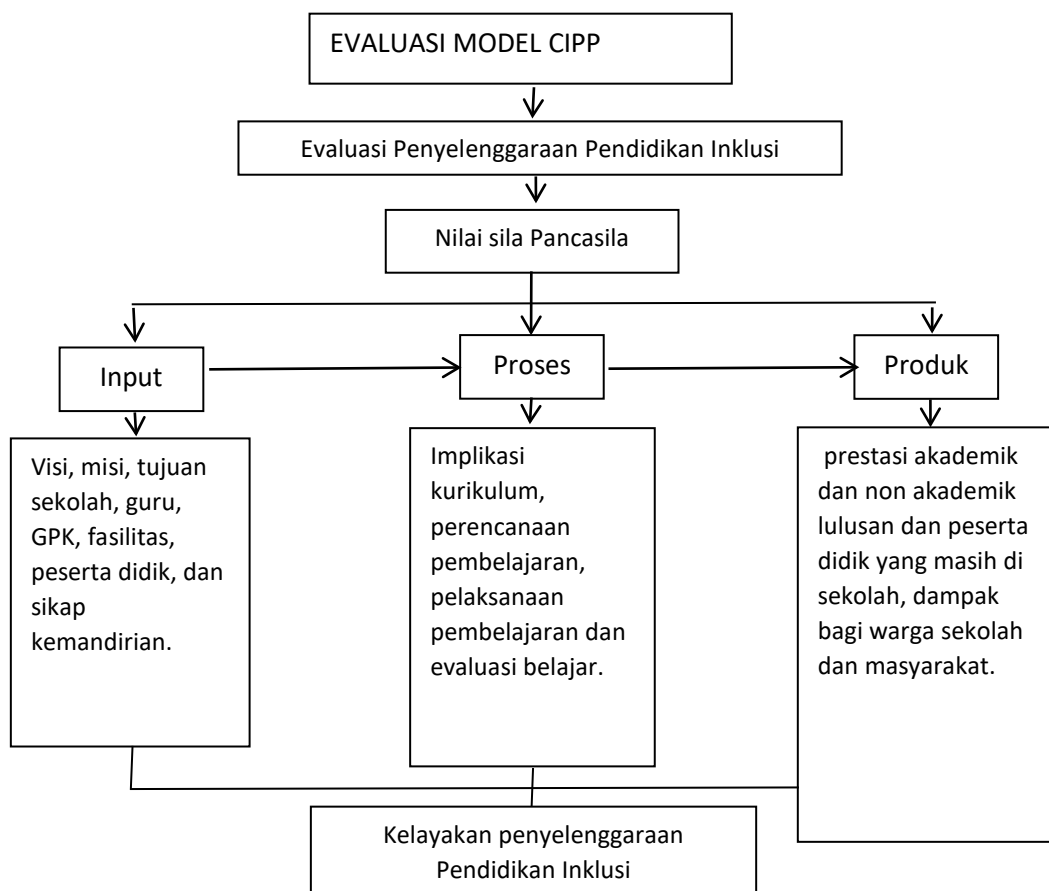 EVALUASI MODEL CIPP
Evaluasi Penyelenggaraan Pendidikan Inklusi
Nilai sila Pancasila
Input
Proses
Produk
Visi, misi, tujuan
sekolah, guru,
GPK, fasilitas,
peserta didik, dan
sikap
kemandirian.
Implikasi
kurikulum,
perencanaan
pembelajaran,
pelaksanaan
pembelajaran dan
evaluasi belajar.
prestasi akademik
dan non akademik
lulusan dan peserta
didik yang masih di
sekolah, dampak
bagi warga sekolah
dan masyarakat.
Kelayakan penyelenggaraan
Pendidikan Inklusi